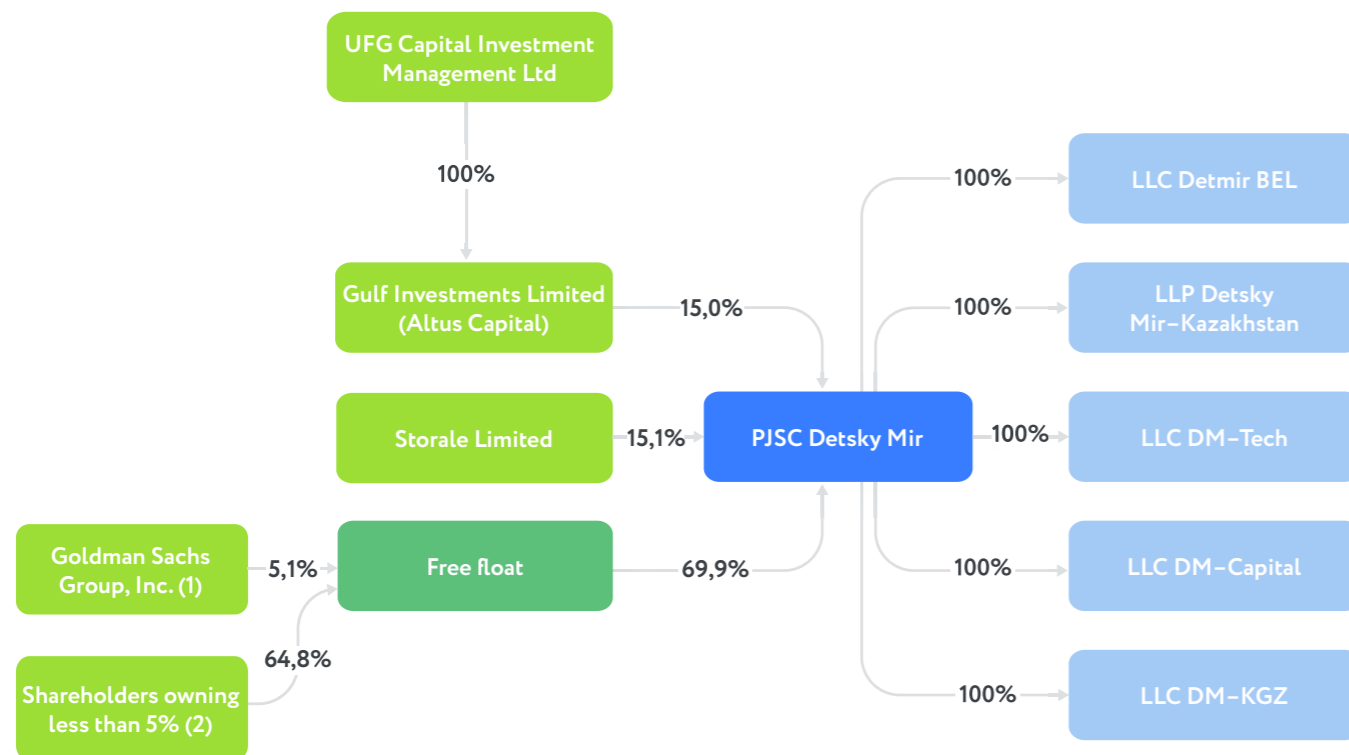 UFG Capital Investment
Management Ltd
100%
100%
LLC Detmir BEL
Gulf Investments Limited
(Altus Capital)
15,0%
100%
LLP Detsky
Mir–Kazakhstan
Storale Limited
15,1%
PJSC Detsky Mir
100%
LLC DM–Tech
Goldman Sachs
Group, Inc. (1)
5,1%
Free float
69,9%
100%
LLC DM–Capital
64,8%
Shareholders owning
less than 5% (2)
100%
LLC DM–KGZ